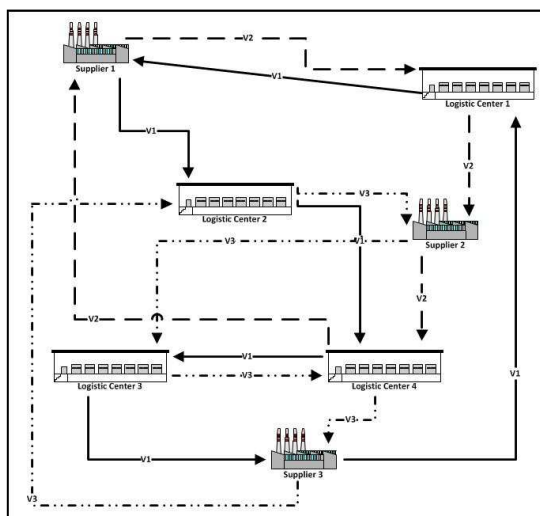 V2
Supplier 1
V1
Logistic Center 1
V1
V2
V3
Logistic Center 2
Supplier 2
V3
V1
V2
V2
V1
V3
V1
Logistic Center 3
Logistic Center 4
V3
V1
Supplier 3
V3